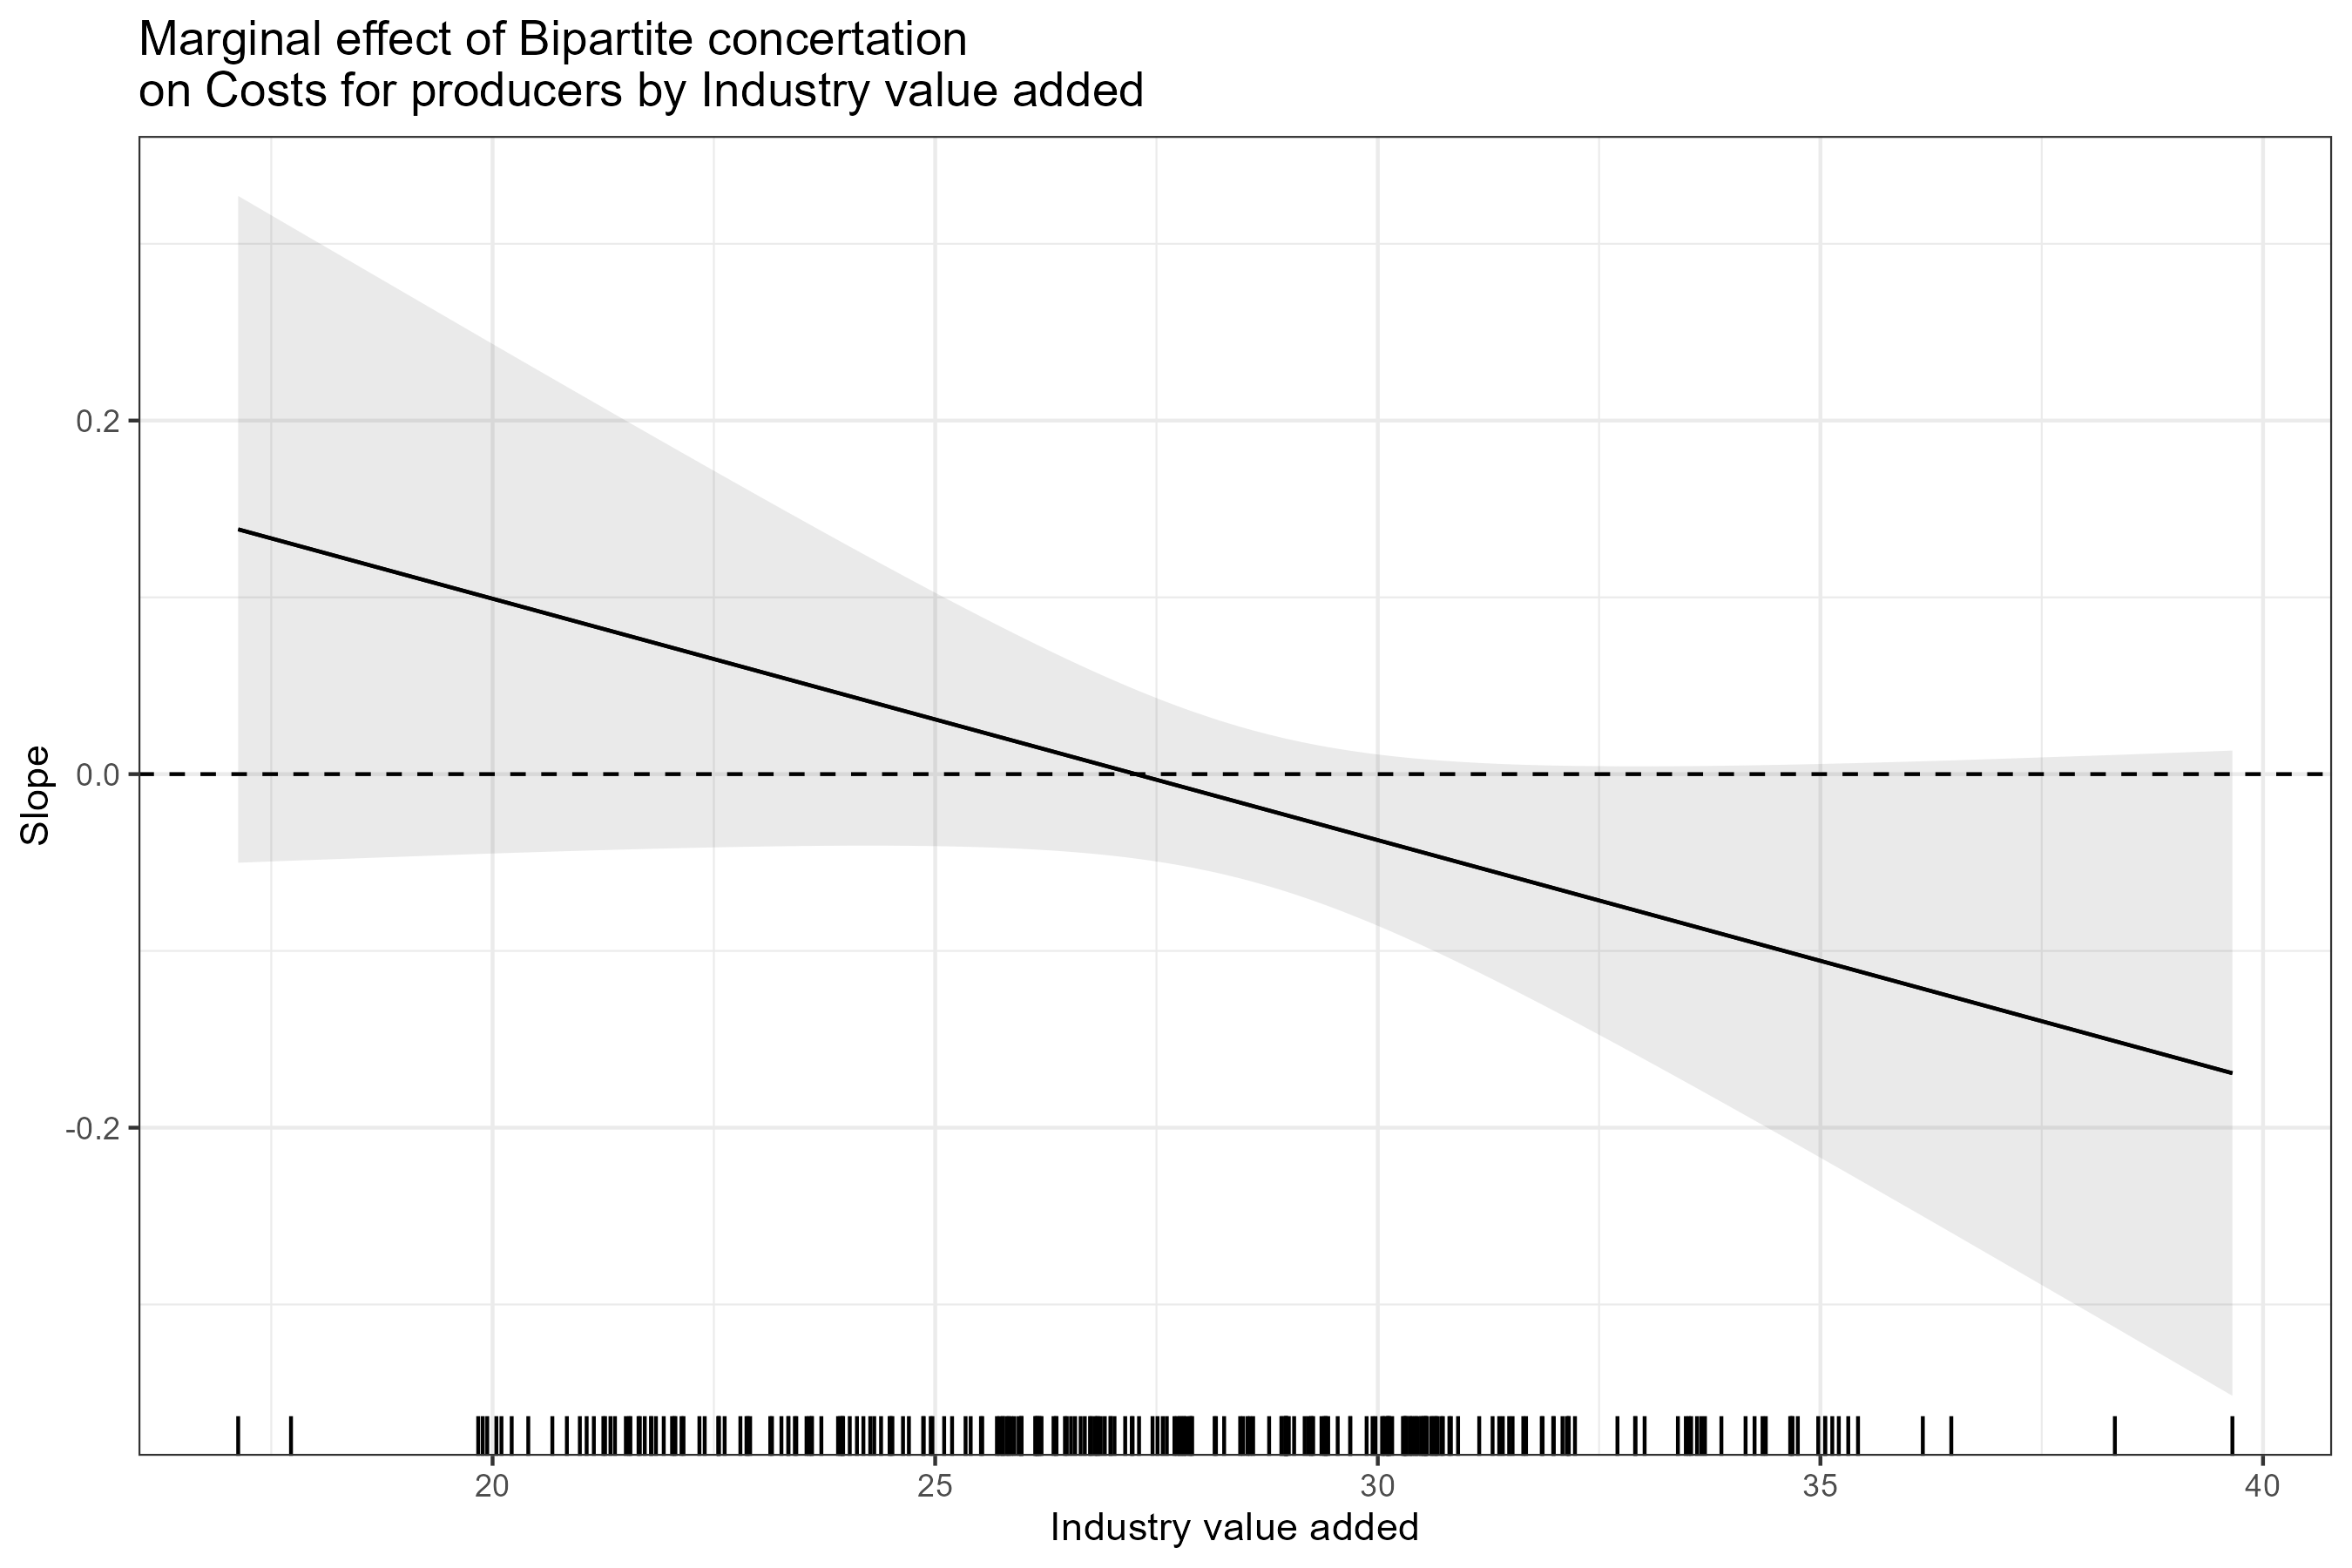 Marginal effect of Bipartite concertation
on Costs for producers by Industry value added
Slope
0.2
0.0
-0.2
20
25
30
35
40
Industry value added